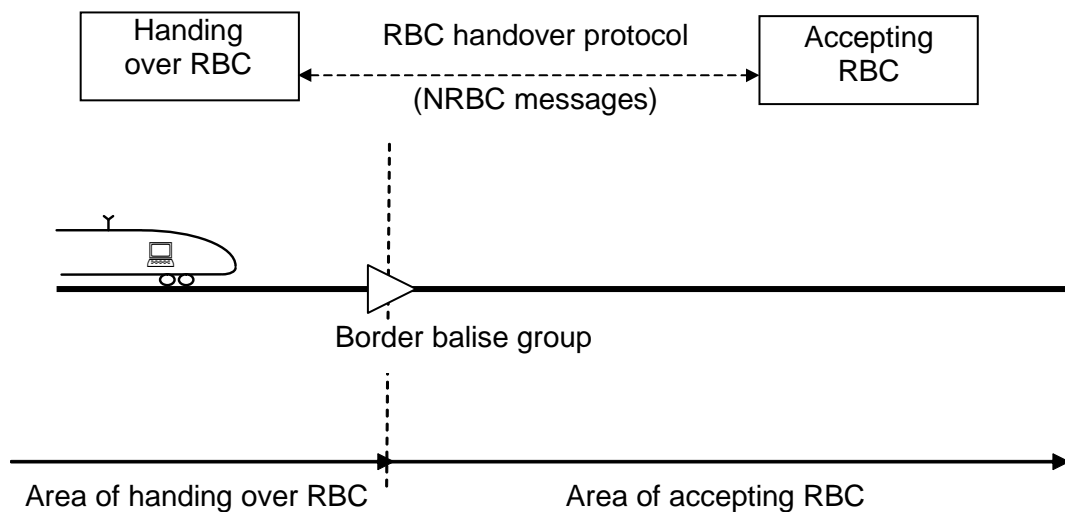 Handing
over RBC
RBC handover protocol
(NRBC messages)
Accepting
RBC
Border balise group
Area of handing over RBC
Area of accepting RBC